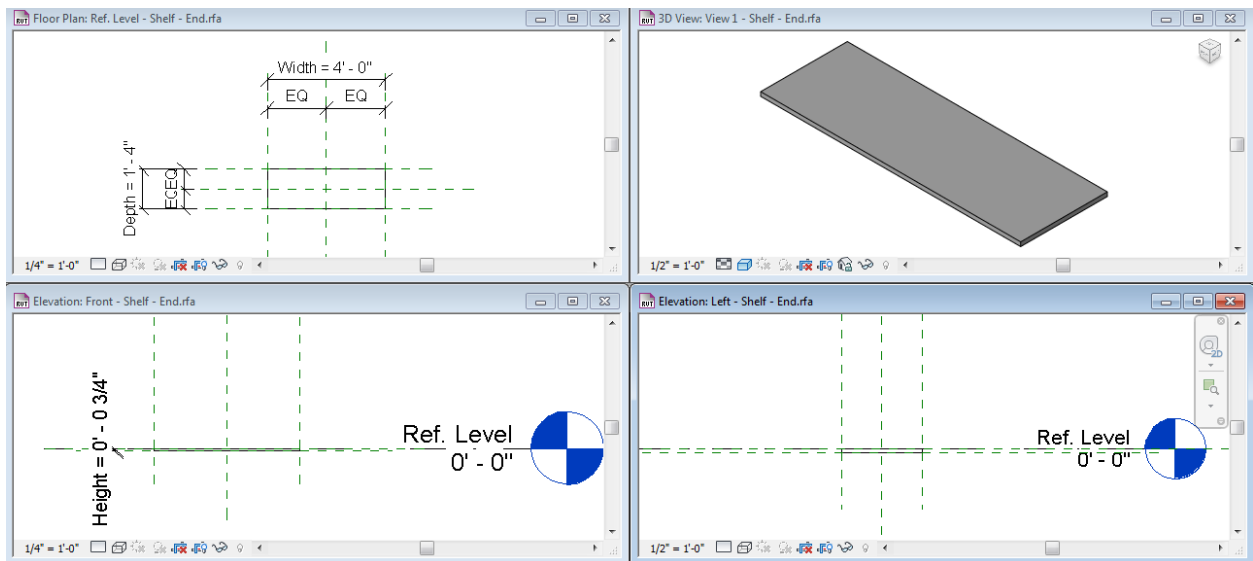 Floor Plan: Ref. Level - Shelf - End.rfa
Width = 4' - 0"
EQ EQ
Depth = 1' - 4"
EQEQ
1/4" = 1'-0"
3D View: View 1 - Shelf - End.rfa
1/2" = 1'-0"
Elevation: Front - Shelf - End.rfa
Height = 0' - 0 3/4"
Ref. Level
0' - 0"
1/4" = 1'-0"
Elevation: Left - Shelf - End.rfa
2D
Ref. Level
0' - 0"
1/2" = 1'-0"